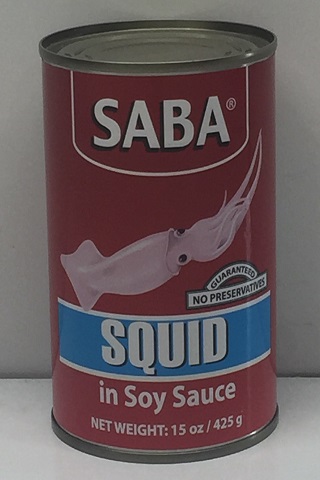 SABA®
GUARANTEED
NO PRESERVATIVES
SQUID
in Soy Sauce
NET WEIGHT: 15 oz / 425 g